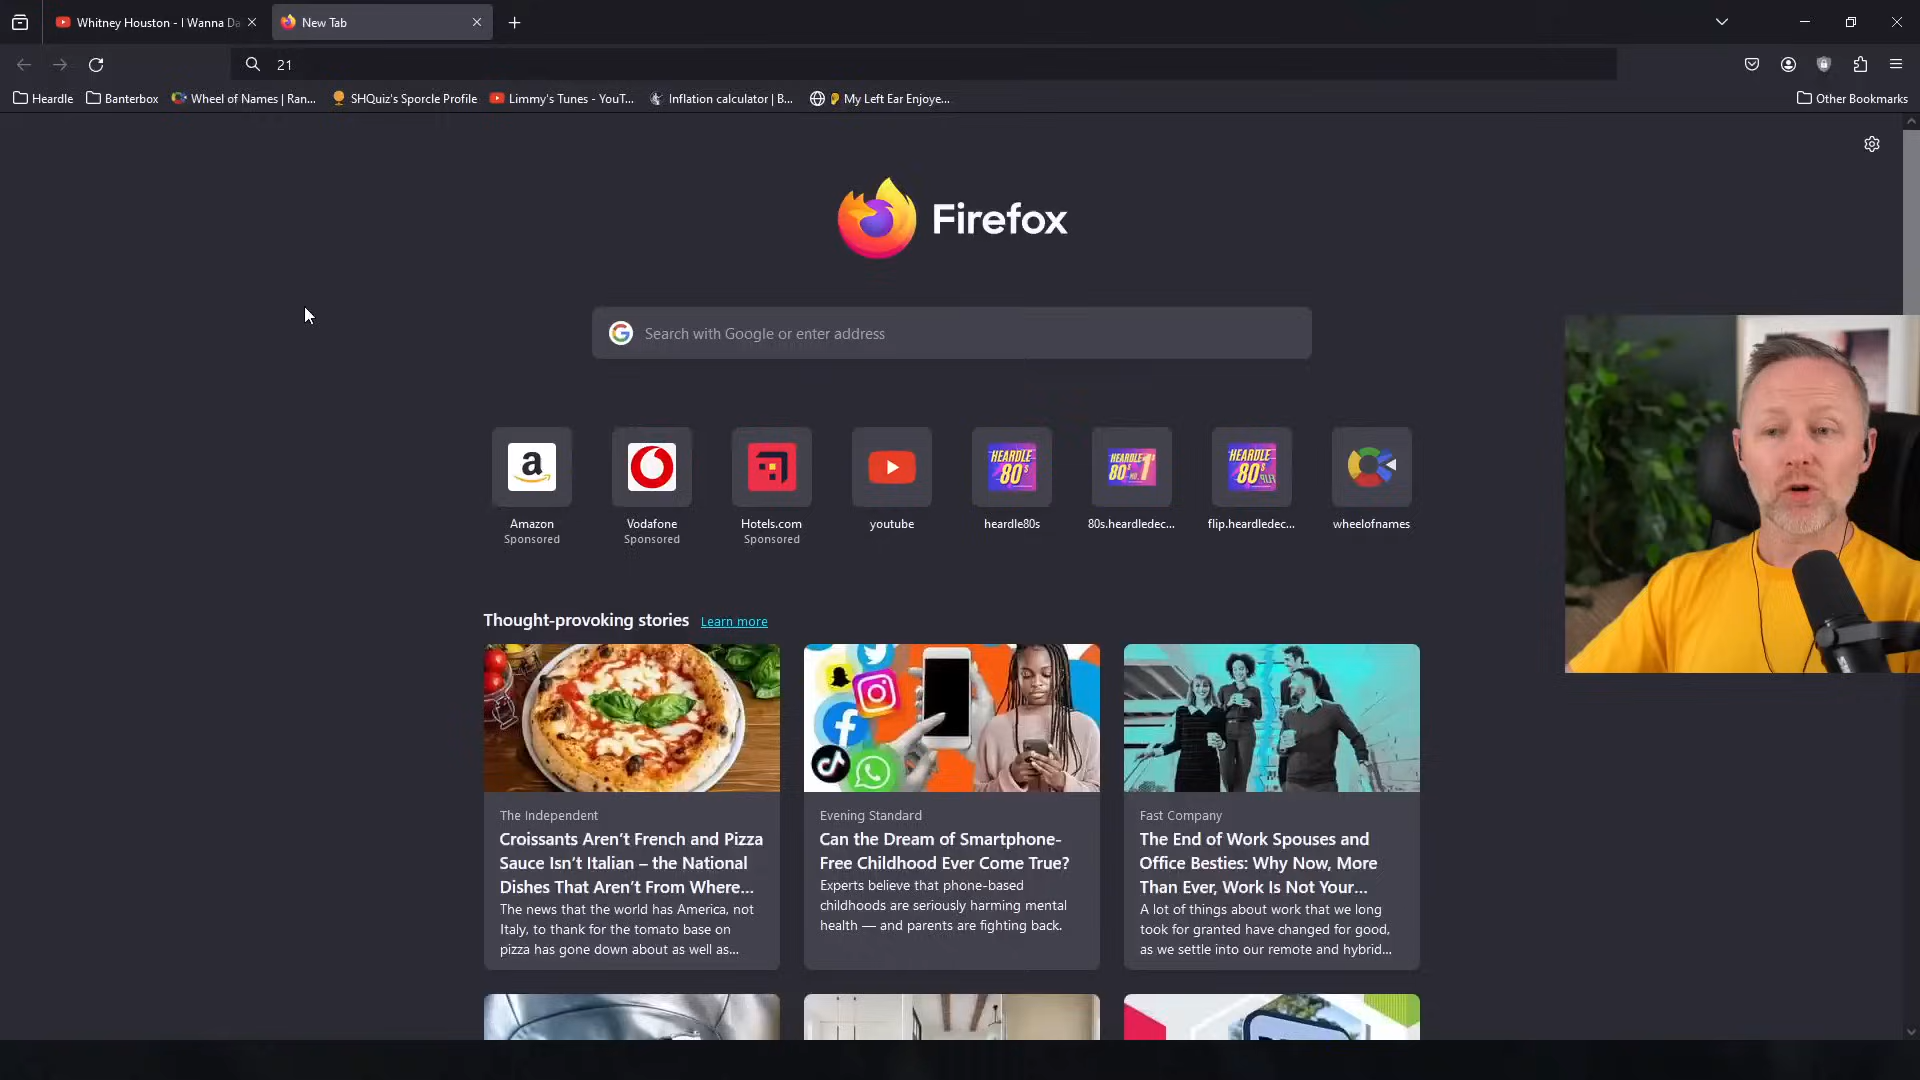 Whitney Houston - I Wanna Da
New Tab
21
Heardle
Banterbox
Wheel of Names | Ran...
SHQuiz's Sporcle Profile
Limmy's Tunes - YouT...
Inflation calculator | B...
My Left Ear Enjoye...
Other Bookmarks
Firefox
Search with Google or enter address
HEARDLE 80's
HEARDLE 80's No.1s
HEARDLE 80's
Amazon
Sponsored
Vodafone
Sponsored
Hotels.com
Sponsored
youtube
heardle80s
80s.heardledec...
flip.heardledec...
wheelofnames
Thought-provoking stories Learn more
The Independent
Croissants Aren't French and Pizza
Sauce Isn't Italian – the National
Dishes That Aren't From Where...
The news that the world has America, not
Italy, to thank for the tomato base on
pizza has gone down about as well as...
Evening Standard
Can the Dream of Smartphone-
Free Childhood Ever Come True?
Experts believe that phone-based
childhoods are seriously harming mental
health — and parents are fighting back.
Fast Company
The End of Work Spouses and
Office Besties: Why Now, More
Than Ever, Work Is Not Your...
A lot of things about work that we long
took for granted have changed for good,
as we settle into our remote and hybrid...